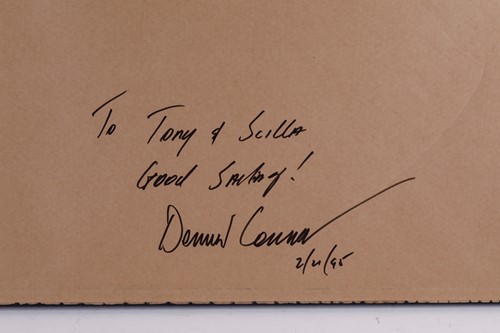 To Tony & Scilla
Good Sailing!
Dennis Conner
2/21/95